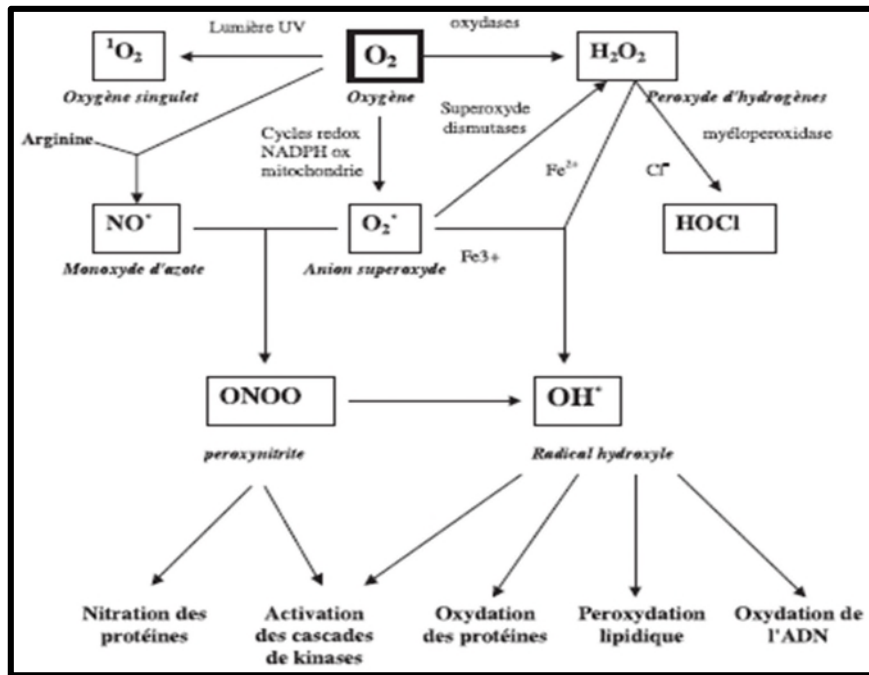 Lumière UV
oxydases
¹O₂
O₂
H₂O₂
Oxygène singulet
Oxygène
Peroxyde d'hydrogènes
Arginine
Cycles redox
NADPH ox
mitochondrie
Superoxyde
dismutases
myéloperoxidase
Fe²⁺
Cl⁻
NO°
O₂°
HOCl
Monoxyde d'azote
Anion superoxyde
Fe3+
ONOO
OH°
peroxynitrite
Radical hydroxyle
Nitration des
protéines
Activation
des cascades
de kinases
Oxydation
des protéines
Peroxydation
lipidique
Oxydation de
l'ADN